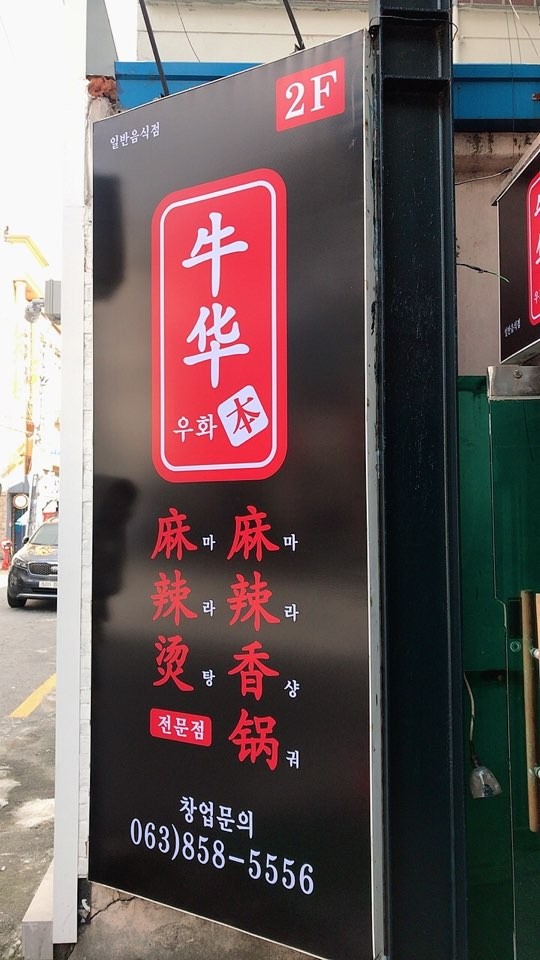 2F
일반음식점
牛华
우화 本
麻辣烫 마라탕
전문점
麻辣香锅 마라샹궈
창업문의
063)858-5556